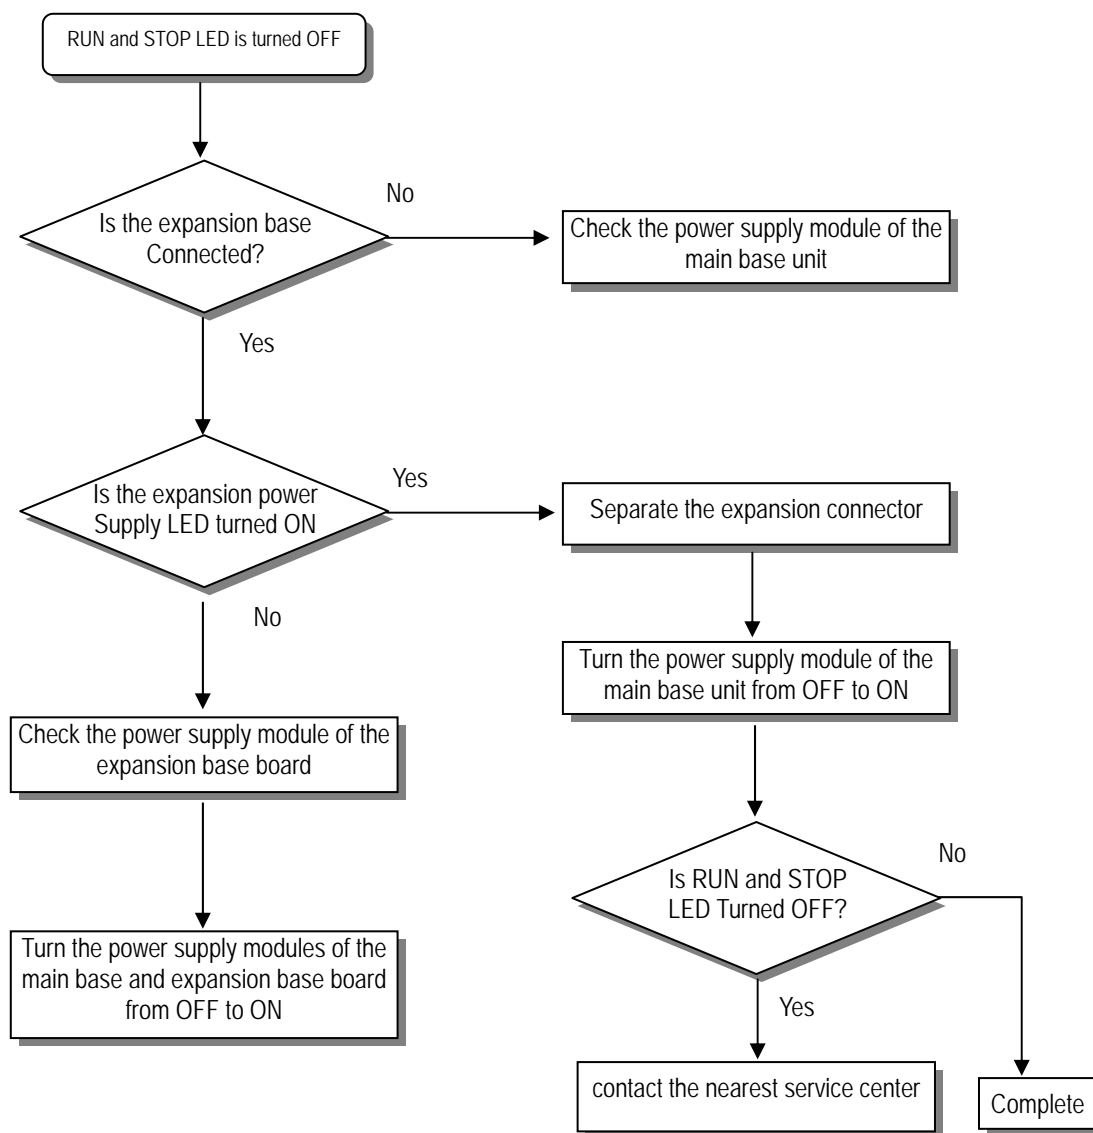 RUN and STOP LED is turned OFF
Is the expansion base
Connected?
No
Check the power supply module of the
main base unit
Yes
Is the expansion power
Supply LED turned ON
Yes
Separate the expansion connector
No
Turn the power supply module of the
main base unit from OFF to ON
Check the power supply module of the
expansion base board
Is RUN and STOP
LED Turned OFF?
No
Turn the power supply modules of the
main base and expansion base board
from OFF to ON
Yes
contact the nearest service center
Complete